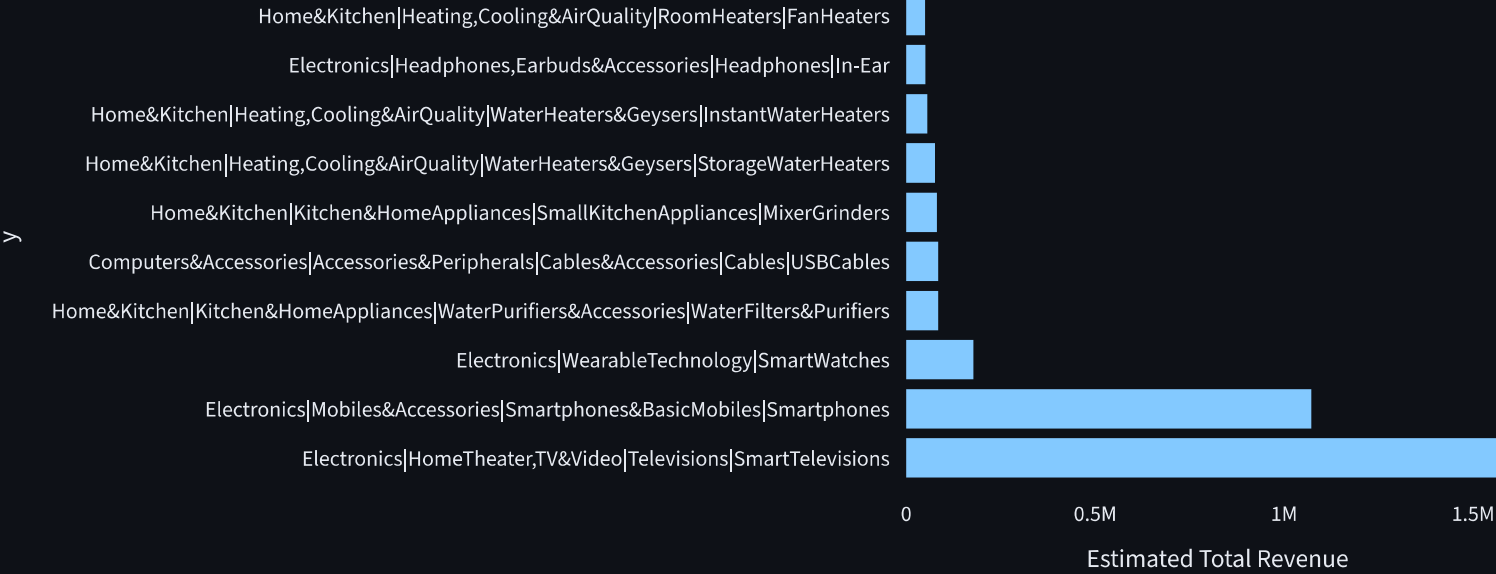 Home&Kitchen|Heating,Cooling&AirQuality|RoomHeaters|FanHeaters
Electronics|Headphones,Earbuds&Accessories|Headphones|In-Ear
Home&Kitchen|Heating,Cooling&AirQuality|WaterHeaters&Geysers|InstantWaterHeaters
Home&Kitchen|Heating,Cooling&AirQuality|WaterHeaters&Geysers|StorageWaterHeaters
Home&Kitchen|Kitchen&HomeAppliances|SmallKitchenAppliances|MixerGrinders
y
Computers&Accessories|Accessories&Peripherals|Cables&Accessories|Cables|USBCables
Home&Kitchen|Kitchen&HomeAppliances|WaterPurifiers&Accessories|WaterFilters&Purifiers
Electronics|WearableTechnology|SmartWatches
Electronics|Mobiles&Accessories|Smartphones&BasicMobiles|Smartphones
Electronics|HomeTheater,TV&Video|Televisions|SmartTelevisions
0 0.5M 1M 1.5M
Estimated Total Revenue